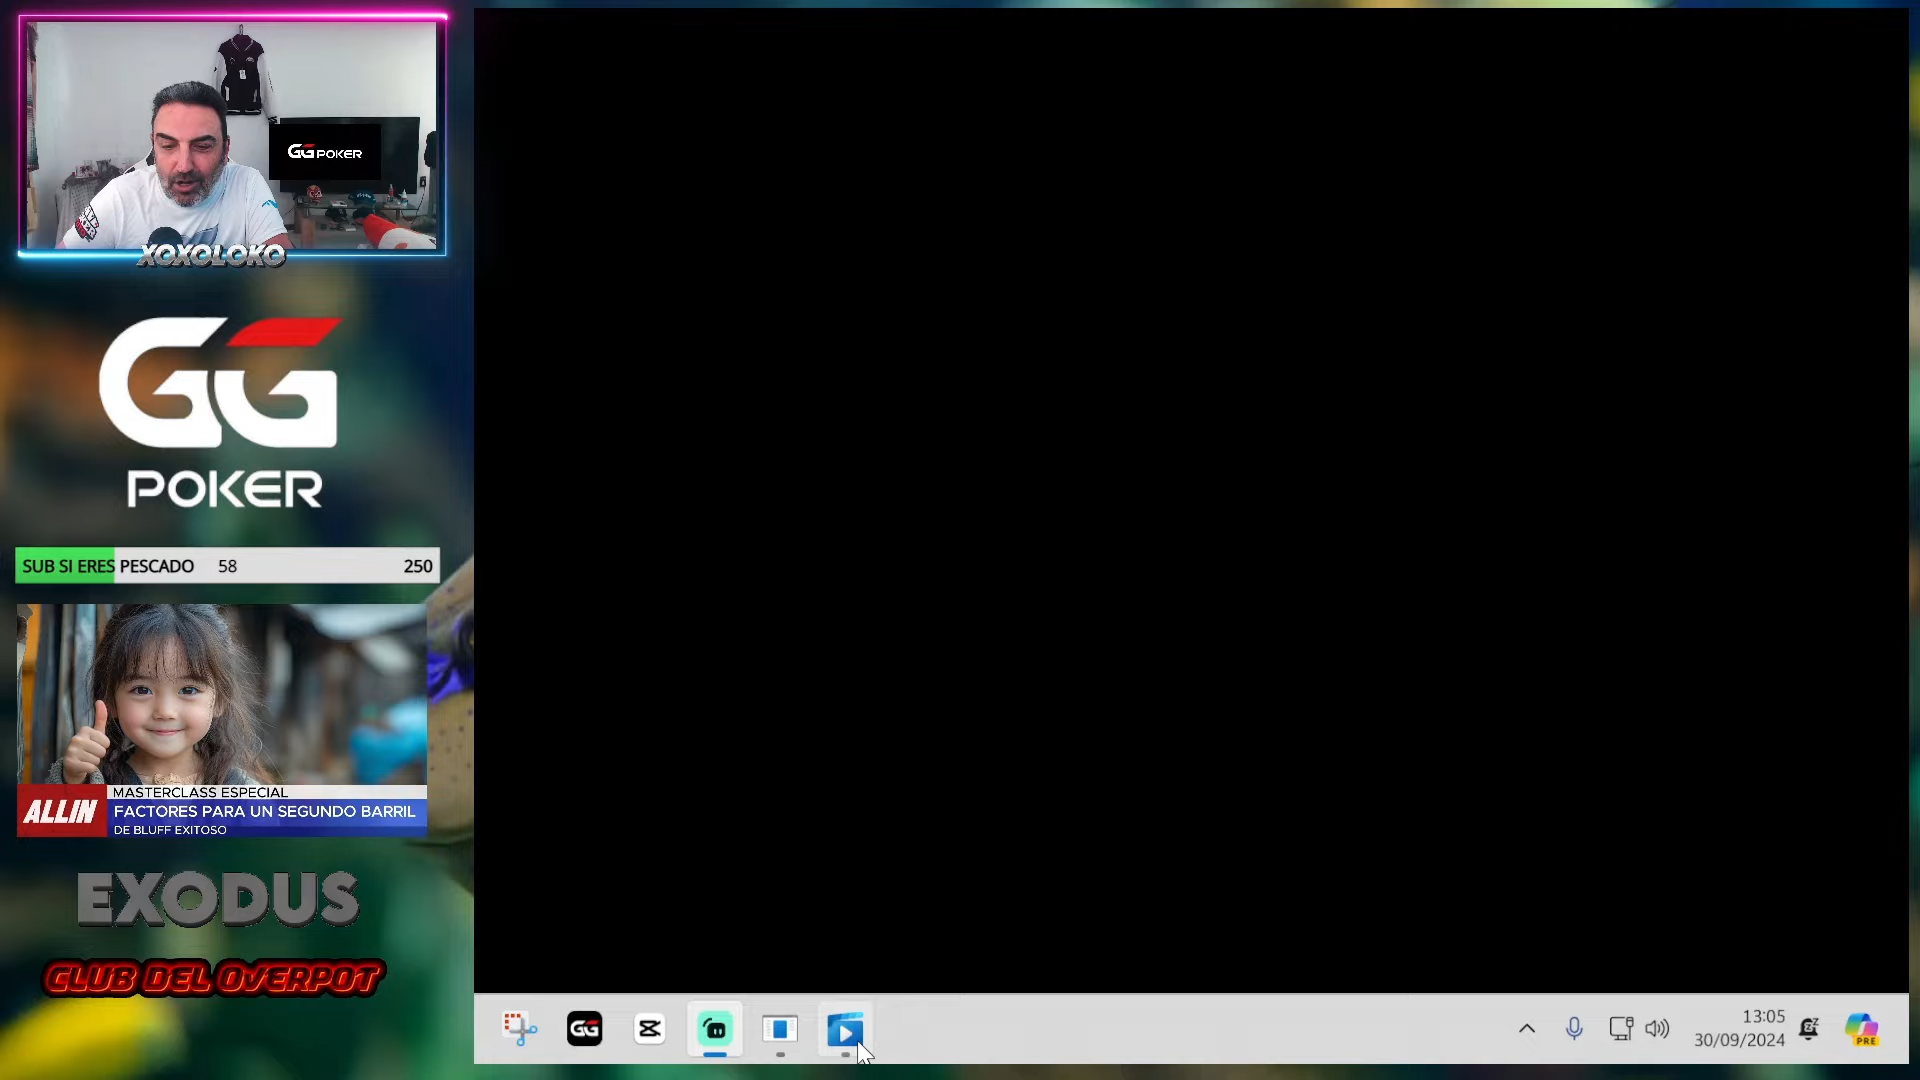 GG POKER
XOXOLOKO
GG
POKER
SUB SI ERES PESCADO 58 250
MASTERCLASS ESPECIAL
ALLIN
FACTORES PARA UN SEGUNDO BARRIL
DE BLUFF EXITOSO
EXODUS
CLUB DEL OVERPOT
GG
13:05
30/09/2024
PRE